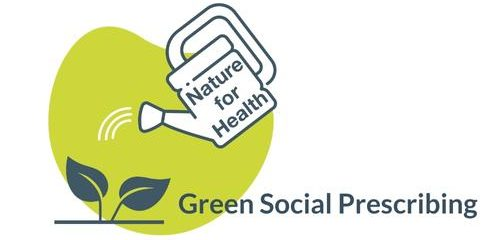 Nature
for
Health
Green Social Prescribing